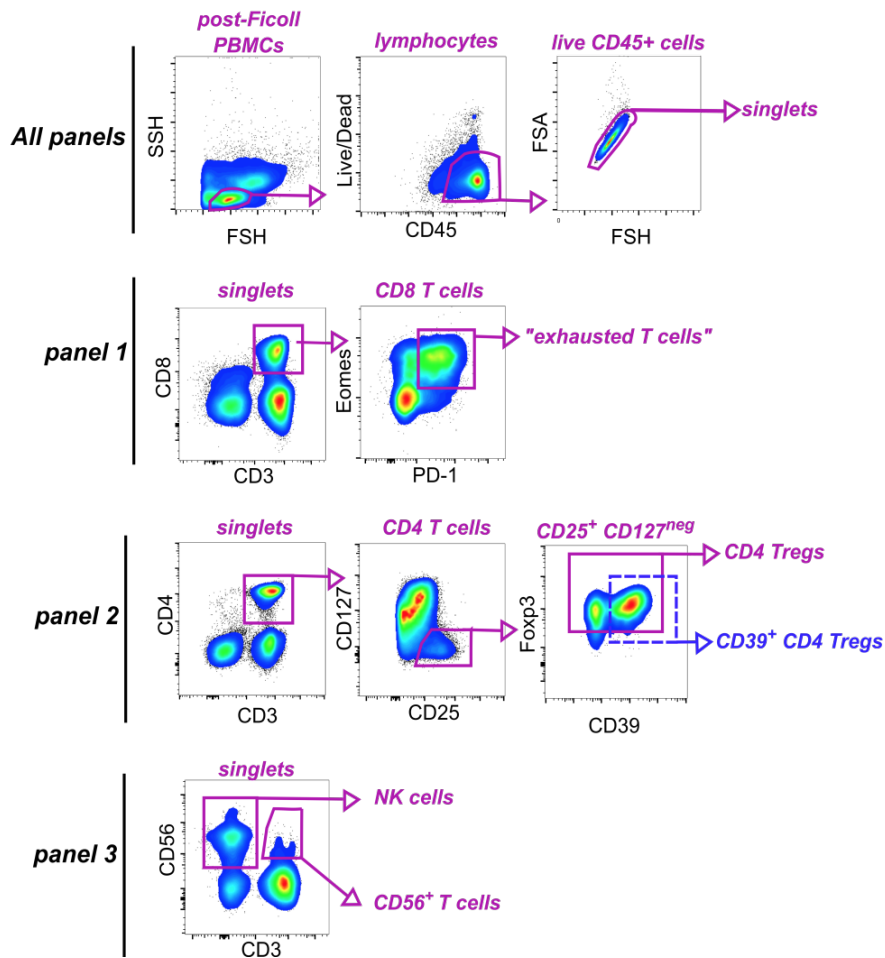 post-Ficoll
PBMCs
lymphocytes
live CD45+ cells
All panels
SSH
FSH
Live/Dead
CD45
FSA
0
FSH
singlets
panel 1
singlets
CD8
CD3
CD8 T cells
Eomes
PD-1
"exhausted T cells"
panel 2
singlets
CD4
CD3
CD4 T cells
CD127
CD25
CD25⁺ CD127ⁿᵉᵍ
Foxp3
CD39
CD4 Tregs
CD39⁺ CD4 Tregs
panel 3
singlets
CD56
CD3
NK cells
CD56⁺ T cells